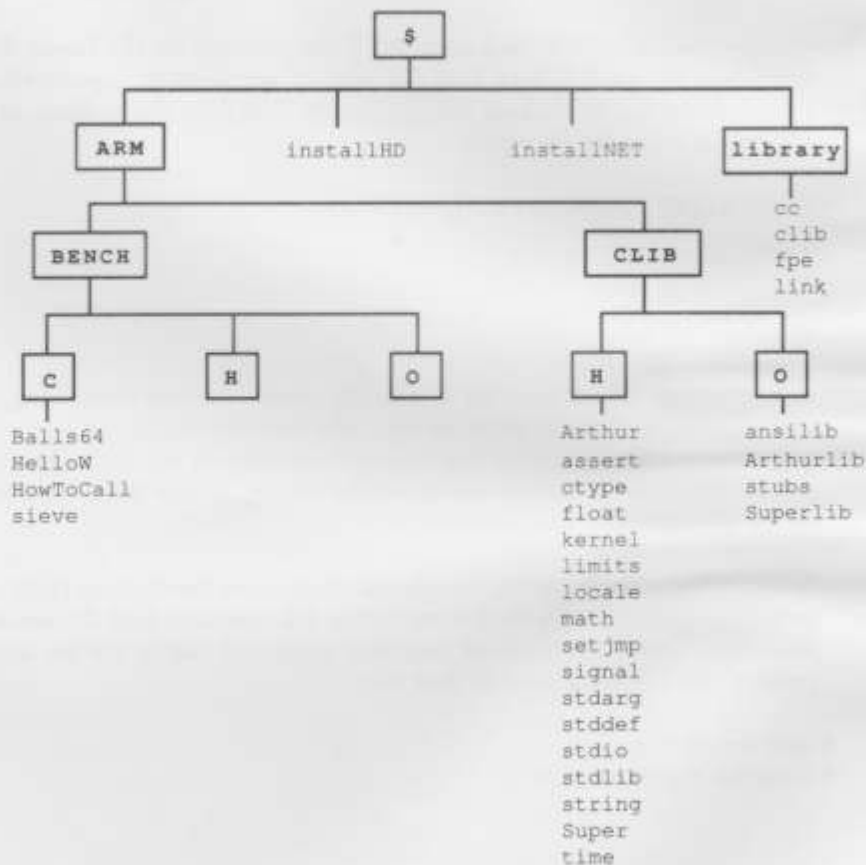 $
ARM
installHD
installNET
library
cc
clib
fpe
link
BENCH
CLIB
C
H
O
H
O
Balls64
HelloW
HowToCall
sieve
Arthur
assert
ctype
float
kernel
limits
locale
math
setjmp
signal
stdarg
stddef
stdio
stdlib
string
Super
time
ansilib
Arthurlib
stubs
Superlib